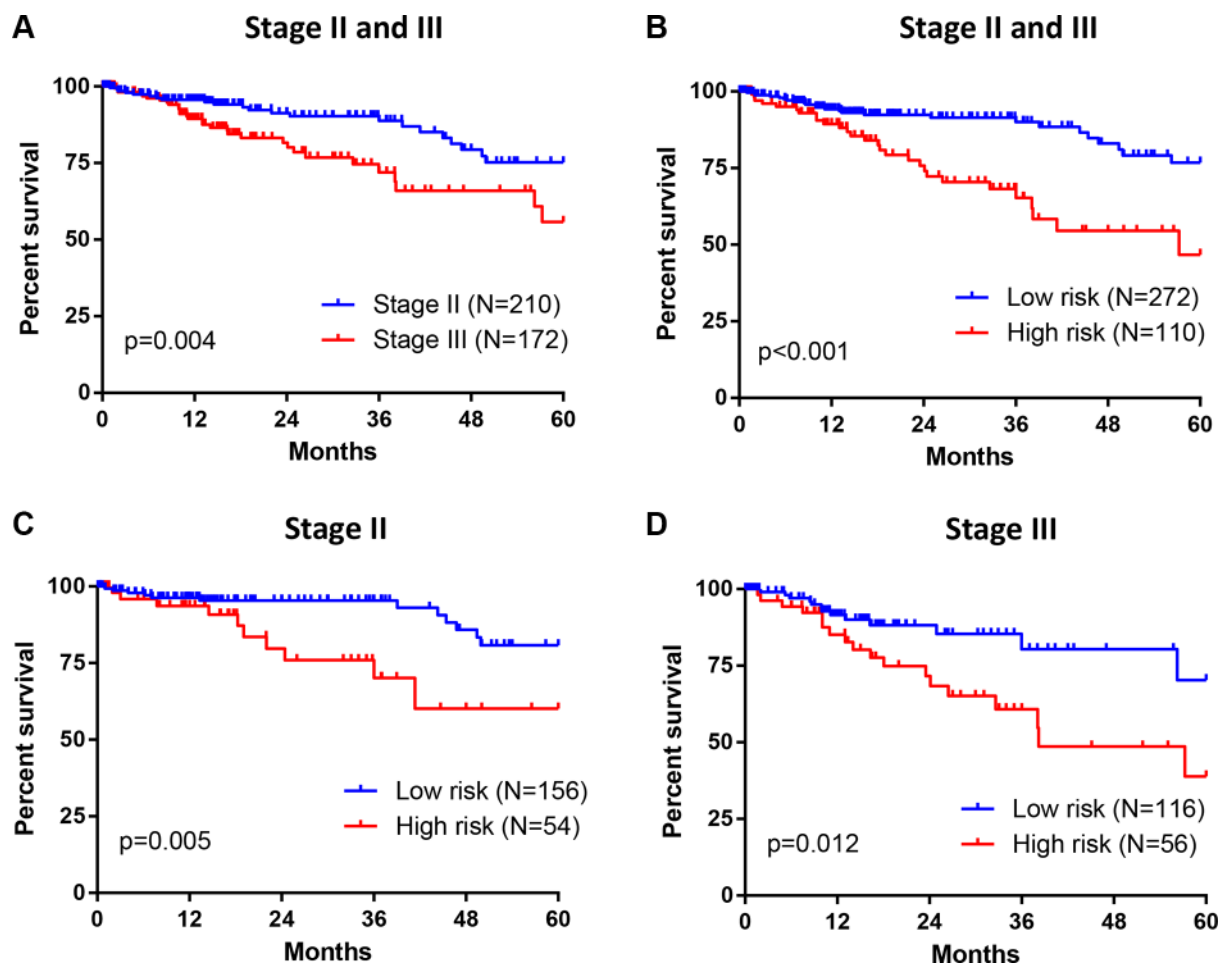 A
Stage II and III
Percent survival
100
75
50
25
0
Stage II (N=210)
Stage III (N=172)
p=0.004
0 12 24 36 48 60
Months
B
Stage II and III
Percent survival
100
75
50
25
0
Low risk (N=272)
High risk (N=110)
p<0.001
0 12 24 36 48 60
Months
C
Stage II
Percent survival
100
75
50
25
0
Low risk (N=156)
High risk (N=54)
p=0.005
0 12 24 36 48 60
Months
D
Stage III
Percent survival
100
75
50
25
0
Low risk (N=116)
High risk (N=56)
p=0.012
0 12 24 36 48 60
Months